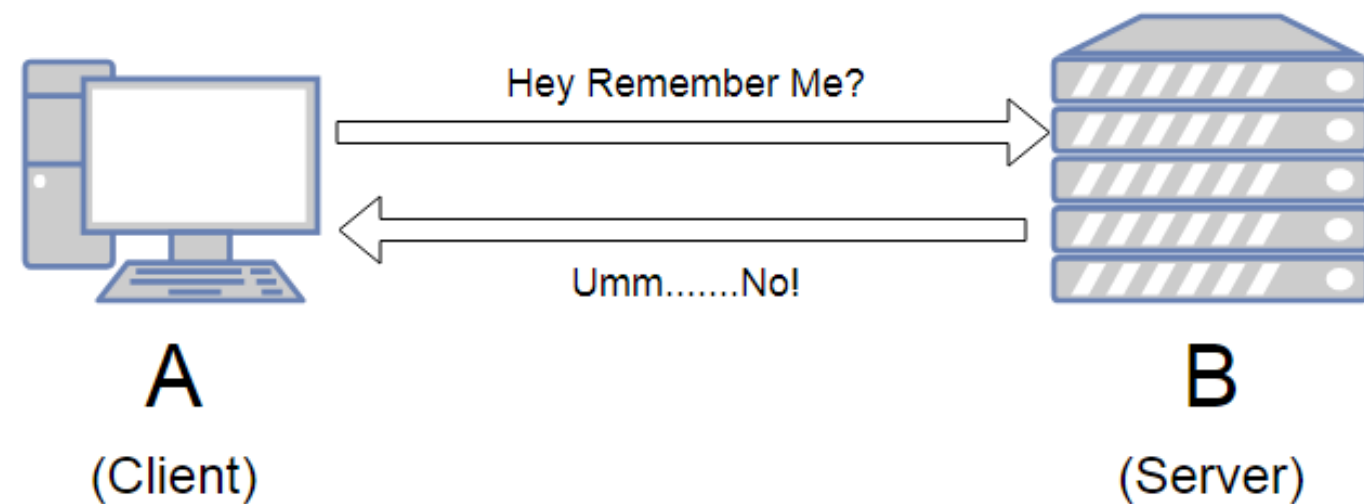 Hey Remember Me?
Umm.......No!
A
(Client)
B
(Server)